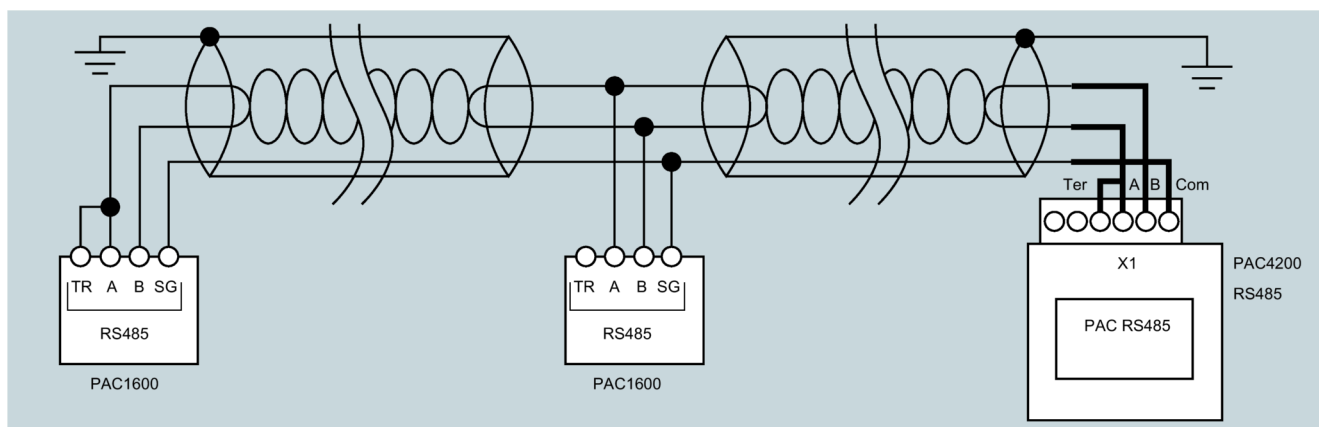 Ter A B Com
X1
PAC4200
RS485
PAC RS485
TR A B SG
RS485
PAC1600
TR A B SG
RS485
PAC1600